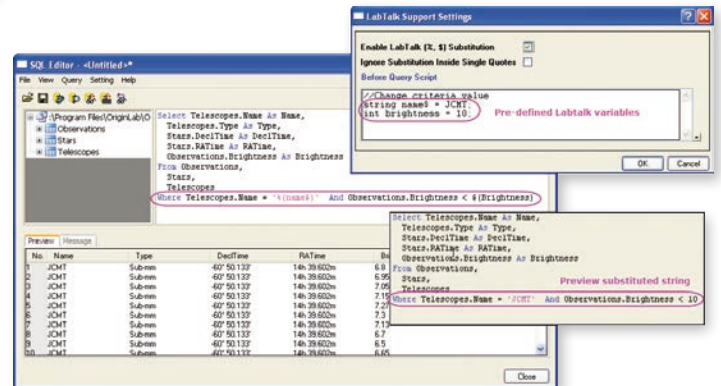 LabTalk Support Settings
Enable LabTalk (%, $) Substitution
Ignore Substitution Inside Single Quotes
Before Query Script
//Change criteria value
string name$ = JCMT;
int brightness = 10;
Pre-defined Labtalk variables
OK Cancel
SQL Editor - <Untitled>*
File View Query Setting Help
:\Program Files\OriginLab\O
Observations
Stars
Telescopes
Select Telescopes.Name As Name,
Telescopes.Type As Type,
Stars.DeclTime As DeclTime,
Stars.RATime As RATime,
Observations.Brightness As Brightness
From Observations,
Stars,
Telescopes
Where Telescopes.Name = '%(name$)' And Observations.Brightness < $(Brightness)
Preview Message
No. Name Type DeclTime RATime
1 JCMT Sub-mm -60° 50.133' 14h 39.602m 6.8
2 JCMT Sub-mm -60° 50.133' 14h 39.602m 6.95
3 JCMT Sub-mm -60° 50.133' 14h 39.602m 7.05
4 JCMT Sub-mm -60° 50.133' 14h 39.602m 7.15
5 JCMT Sub-mm -60° 50.133' 14h 39.602m 7.27
6 JCMT Sub-mm -60° 50.133' 14h 39.602m 7.3
7 JCMT Sub-mm -60° 50.133' 14h 39.602m 7.13
8 JCMT Sub-mm -60° 50.133' 14h 39.602m 6.7
9 JCMT Sub-mm -60° 50.133' 14h 39.602m 6.5
10 JCMT Sub-mm -60° 50.133' 14h 39.602m 6.65
Close
Select Telescopes.Name As Name,
Telescopes.Type As Type,
Stars.DeclTime As DeclTime,
Stars.RATime As RATime,
Observations.Brightness As Brightness
From Observations,
Stars,
Telescopes
Preview substituted string
Where Telescopes.Name = 'JCMT' And Observations.Brightness < 10